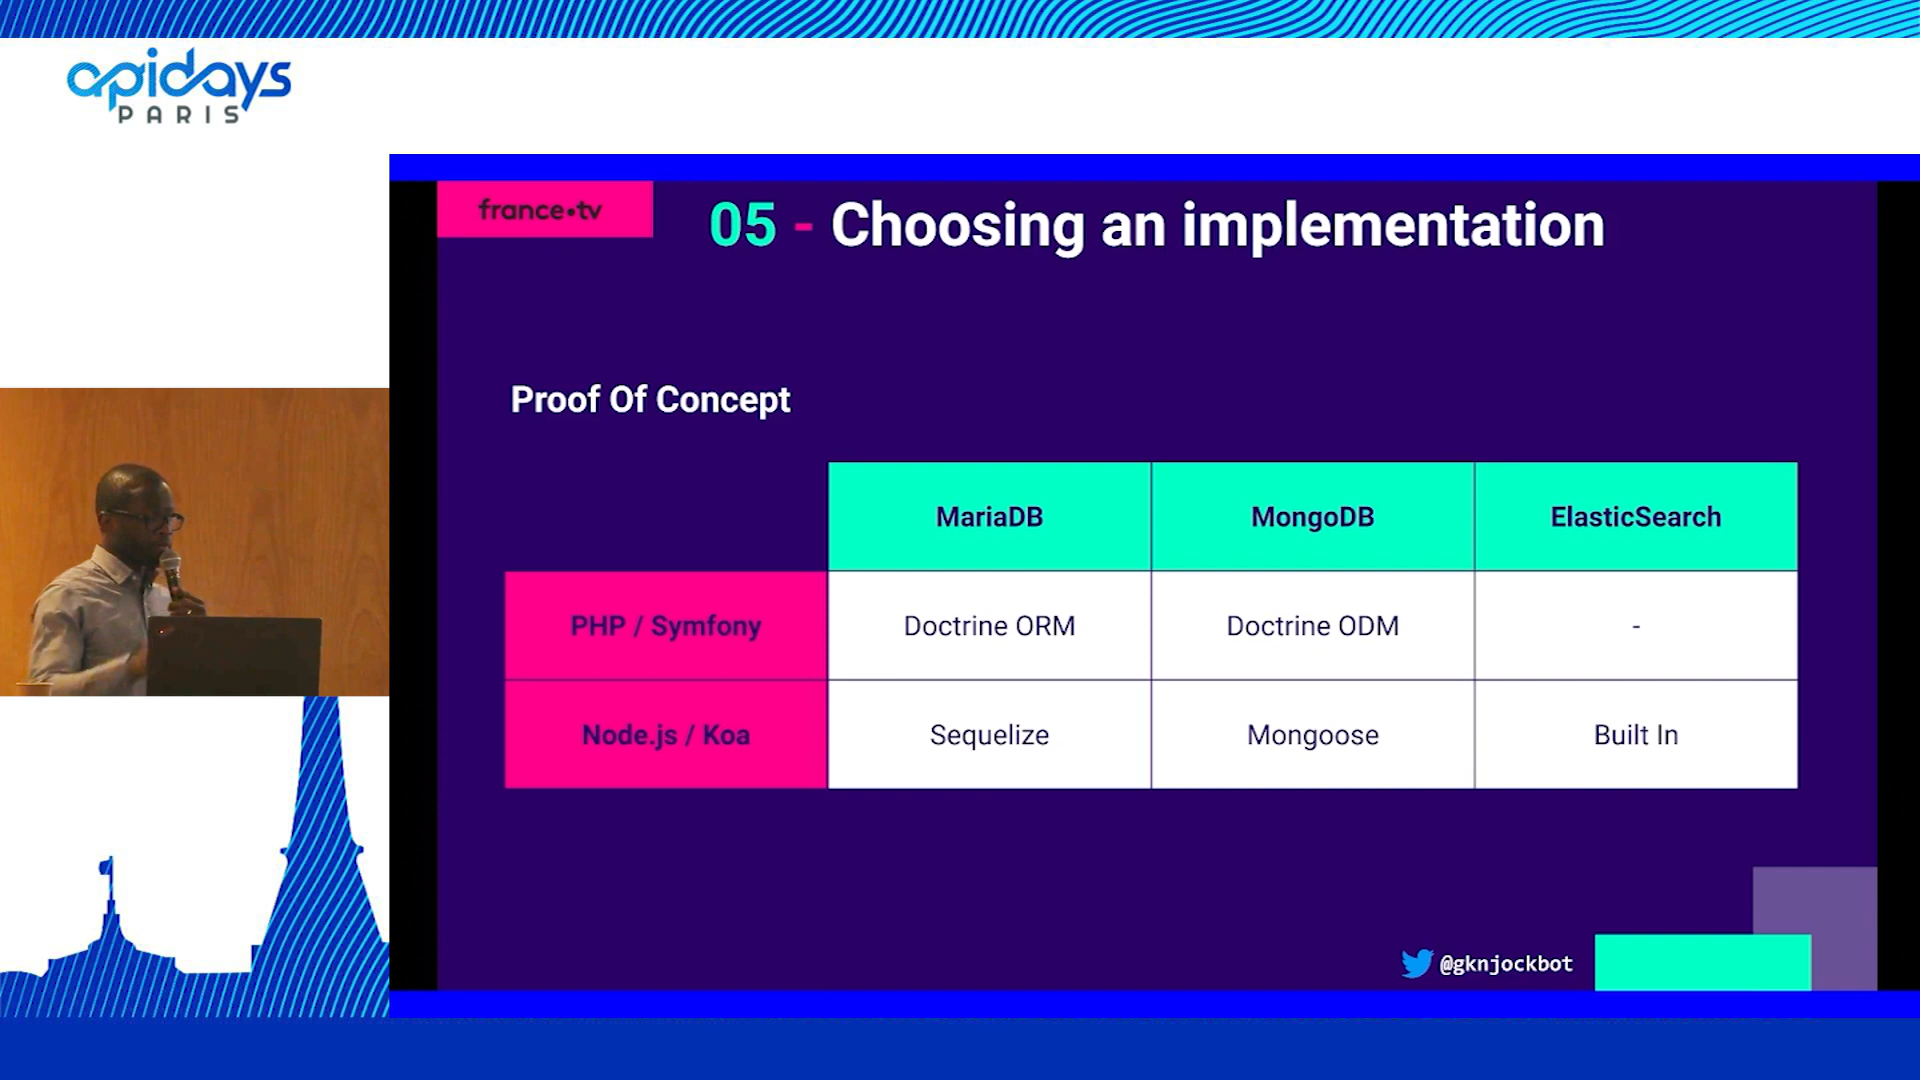 apidays
PARIS
france•tv
05 - Choosing an implementation
Proof Of Concept
MariaDB MongoDB ElasticSearch
PHP / Symfony Doctrine ORM Doctrine ODM -
Node.js / Koa Sequelize Mongoose Built In
@gknjockbot